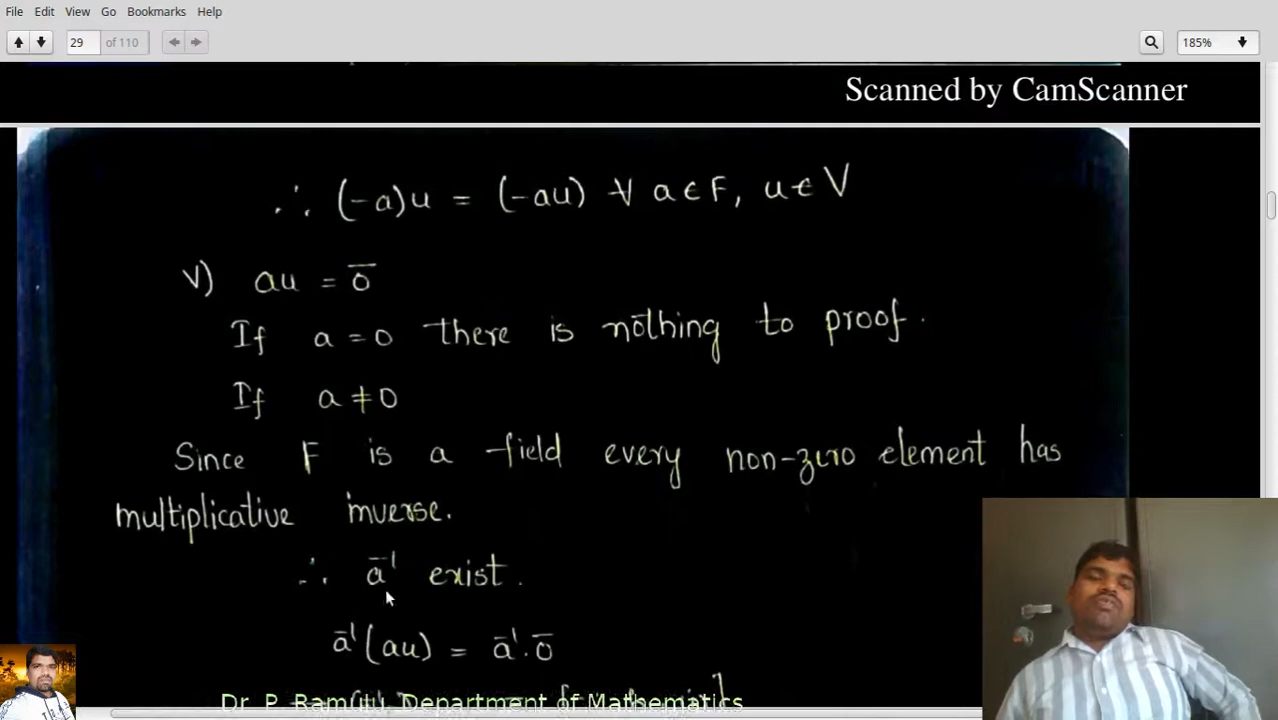 File Edit View Go Bookmarks Help
29 of 110 185%
Scanned by CamScanner
∴ (-a)u = (-au) ∀ a∈F, u∈V
V) au = 0̅
If a = 0 there is nothing to proof.
If a ≠ 0
Since F is a field every non-zero element has
multiplicative inverse.
∴ a⁻¹ exist.
a⁻¹(au) = a⁻¹.0̅
Dr. P. Ram Department of Mathematics